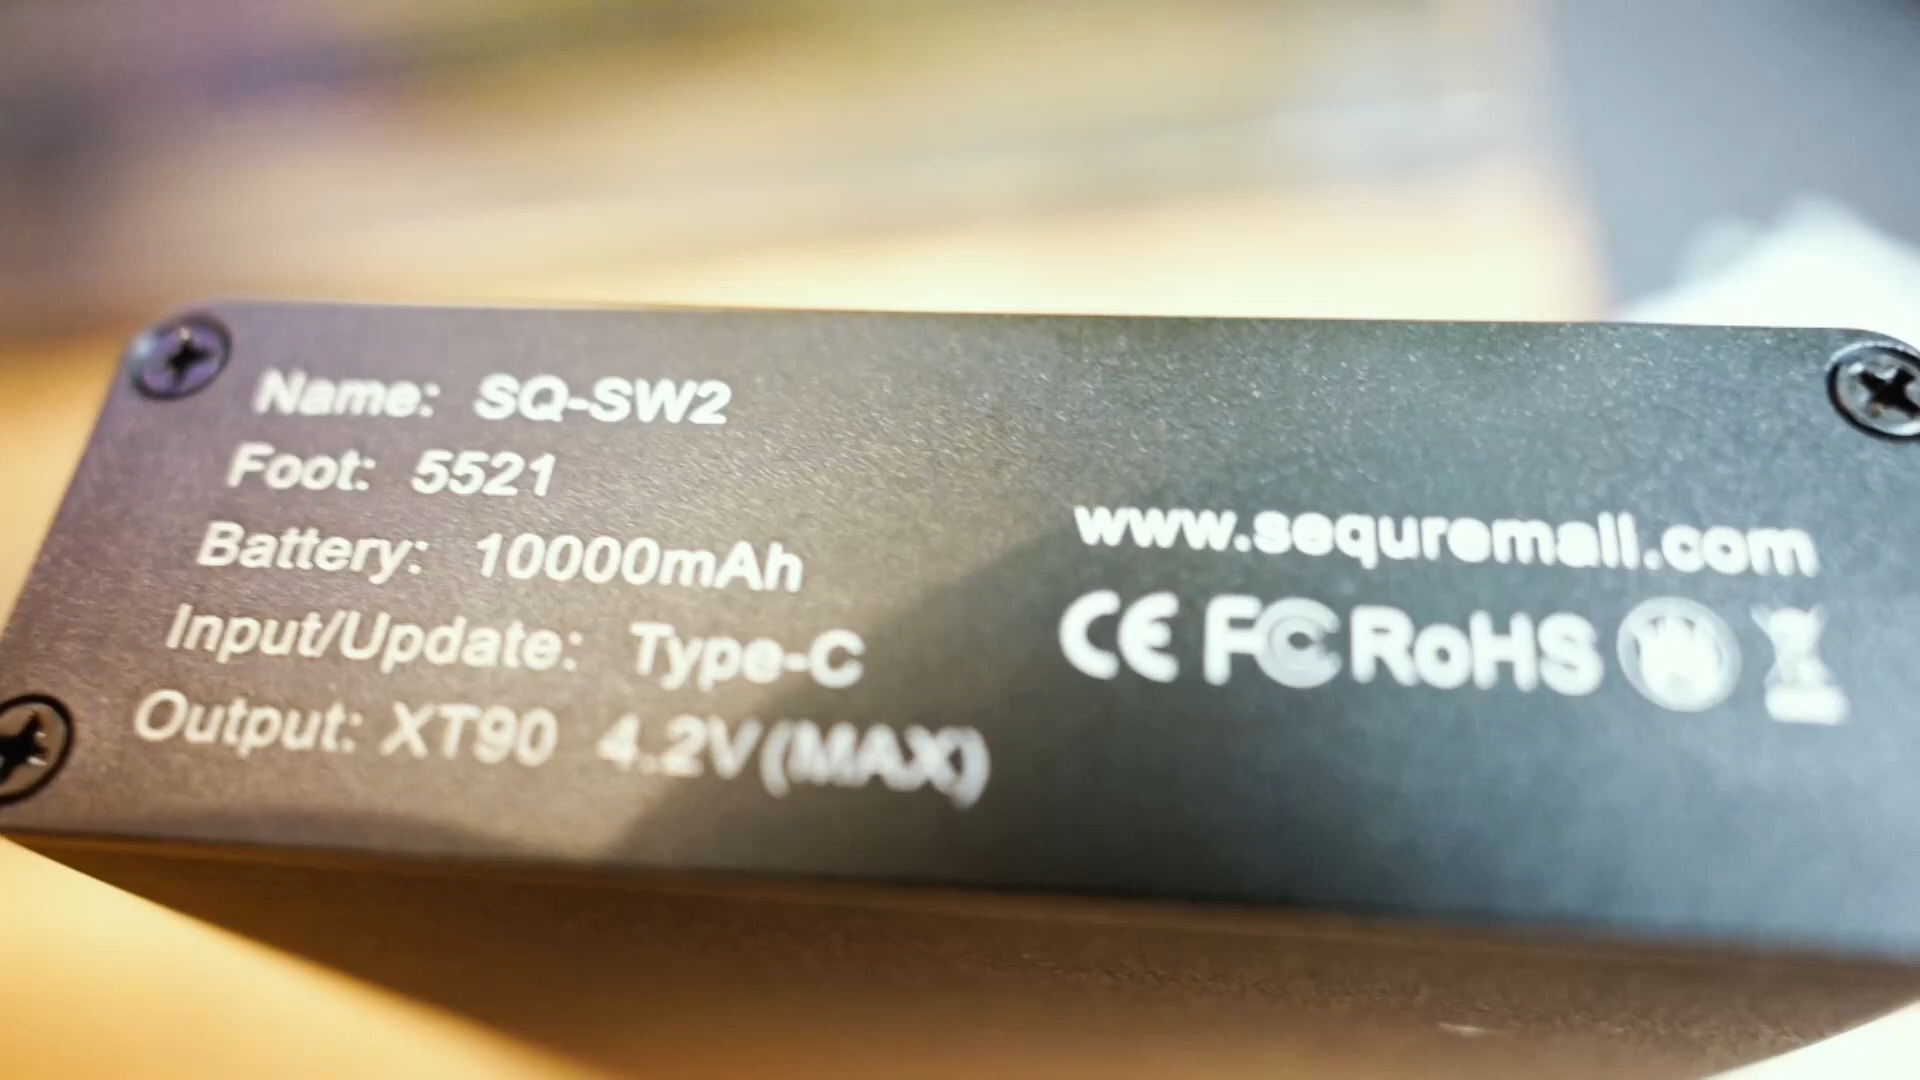 Name: SQ-SW2
Foot: 5521
Battery: 10000mAh
Input/Update: Type-C
Output: XT90 4.2V(MAX)
www.sequremall.com
CE FC RoHS